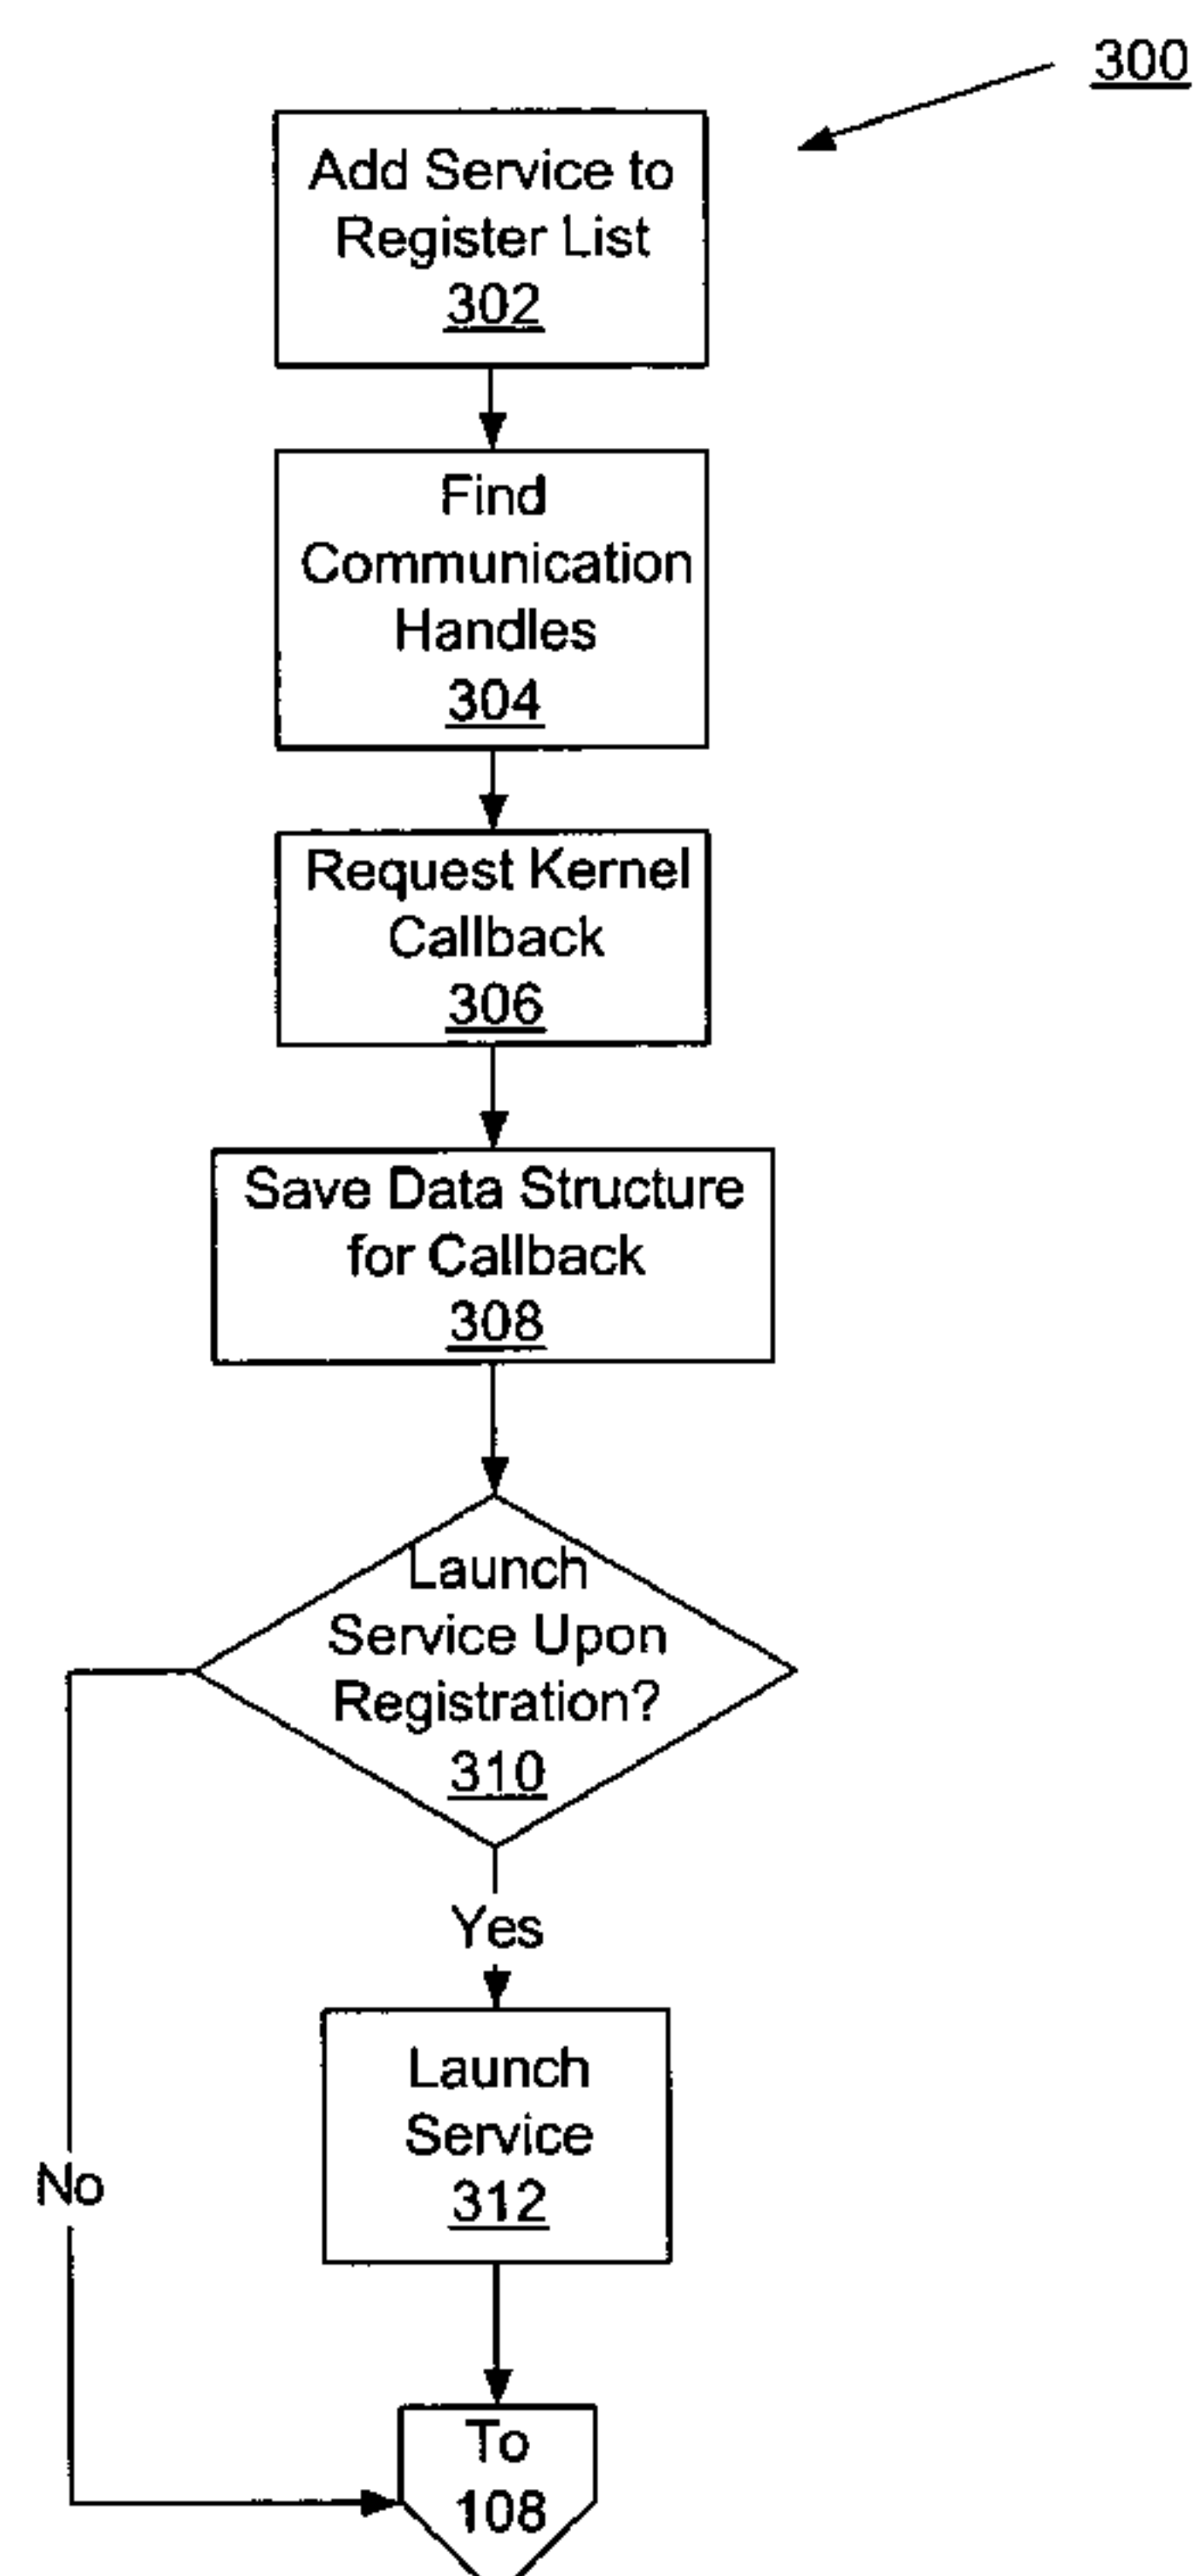 300
Add Service to
Register List
302
Find
Communication
Handles
304
Request Kernel
Callback
306
Save Data Structure
for Callback
308
Launch
Service Upon
Registration?
310
Yes
Launch
Service
312
No
To
108